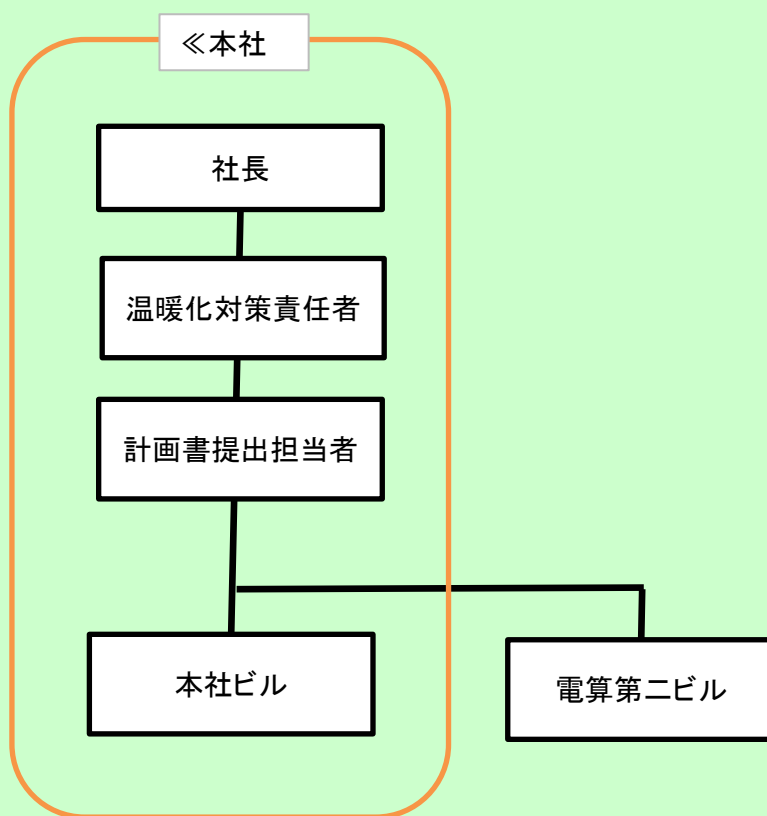 ≪本社
社長
温暖化対策責任者
計画書提出担当者
本社ビル
電算第二ビル